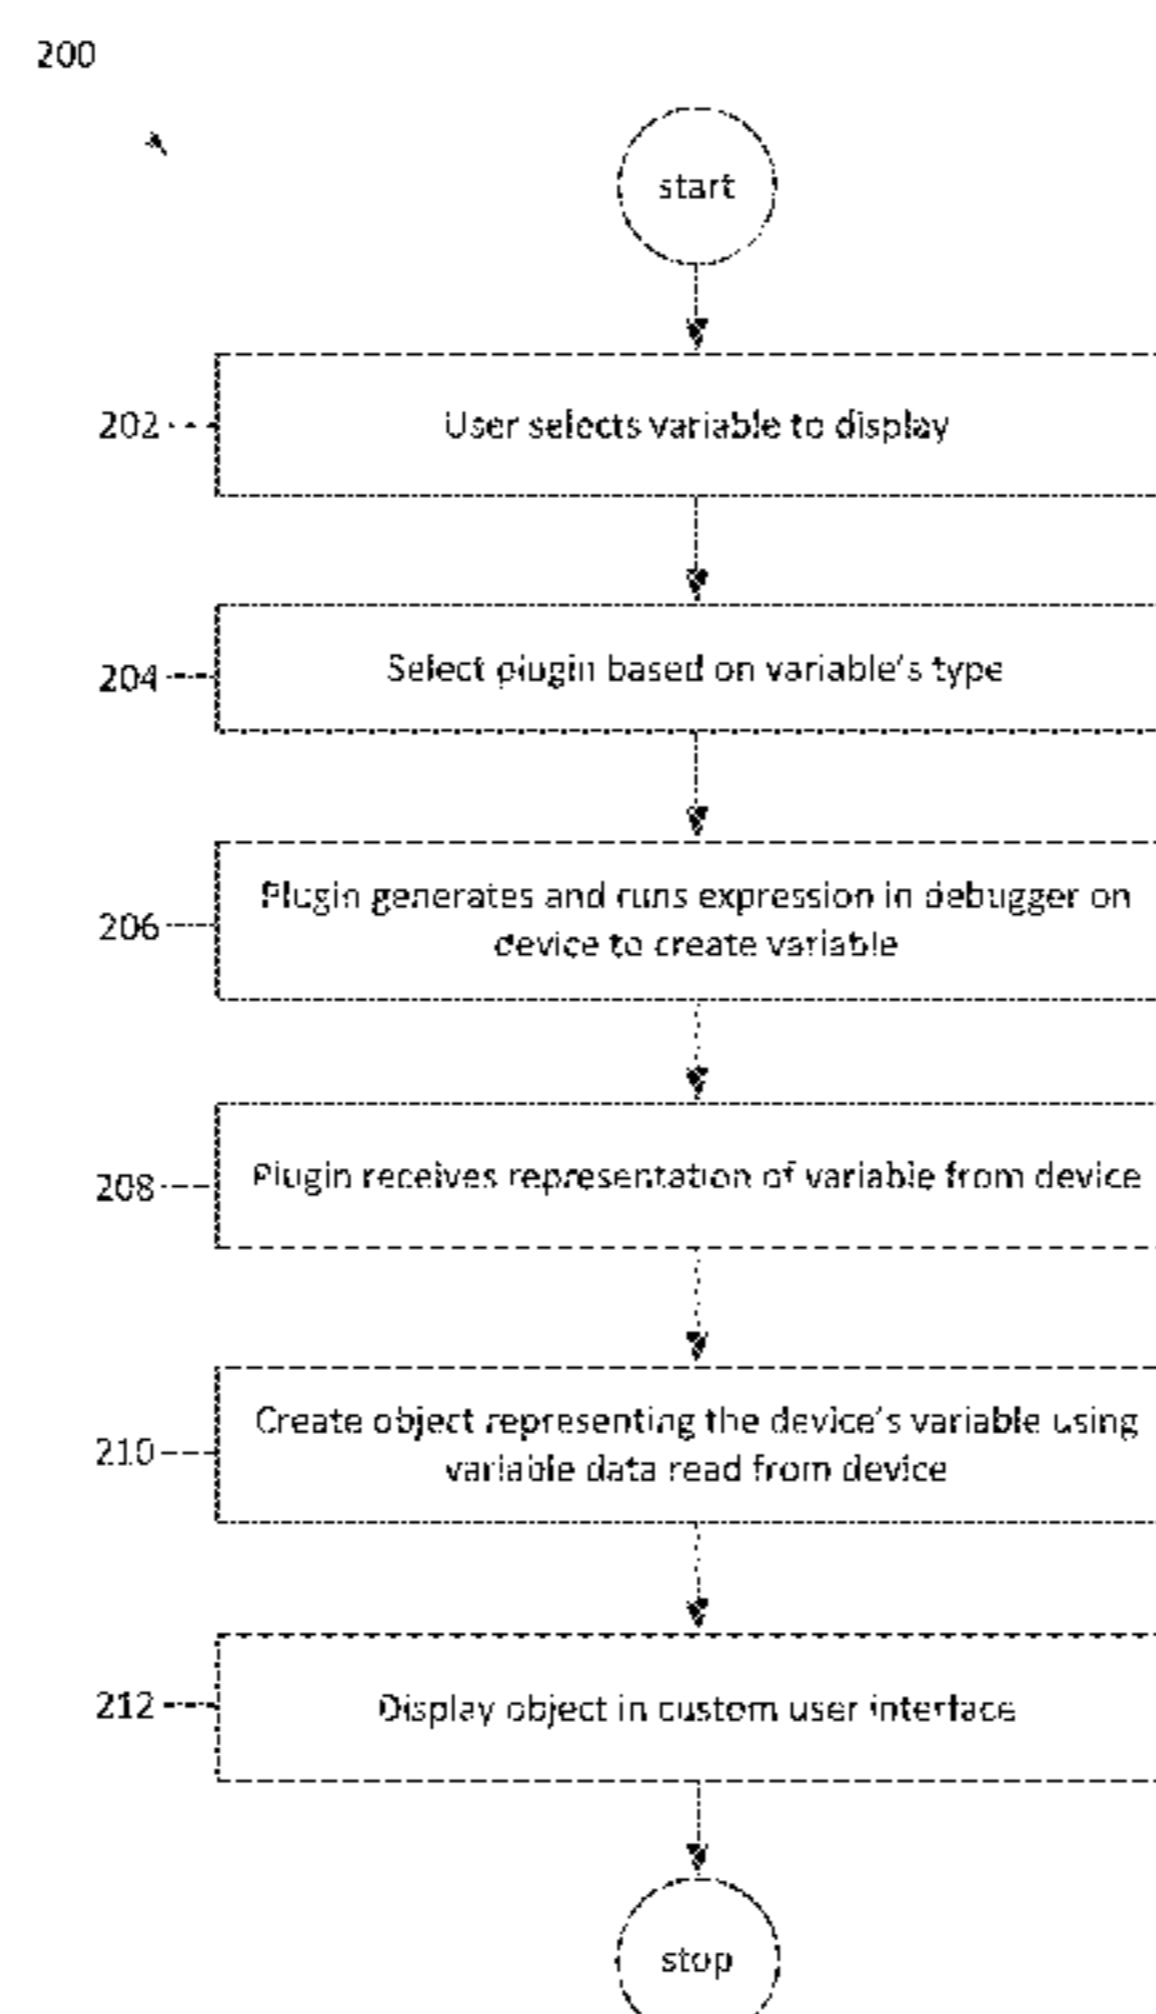 200
start
202
User selects variable to display
204
Select plugin based on variable's type
206
Plugin generates and runs expression in debugger on
device to create variable
208
Plugin receives representation of variable from device
210
Create object representing the device's variable using
variable data read from device
212
Display object in custom user interface
stop